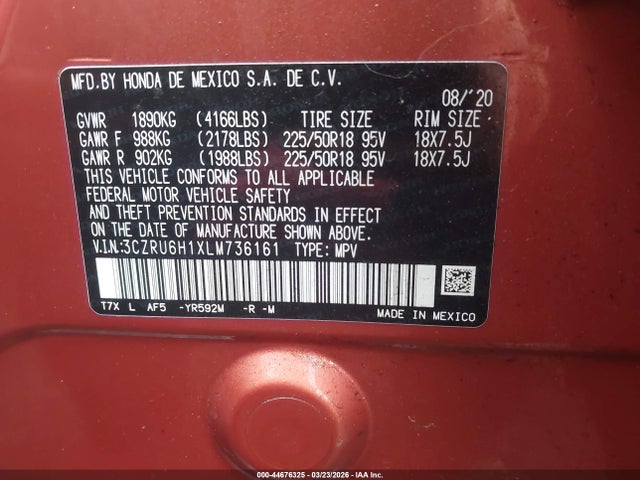 MFD.BY HONDA DE MEXICO S.A. DE C.V.
08/'20
GVWR 1890KG (4166LBS) TIRE SIZE RIM SIZE
GAWR F 988KG (2178LBS) 225/50R18 95V 18X7.5J
GAWR R 902KG (1988LBS) 225/50R18 95V 18X7.5J
THIS VEHICLE CONFORMS TO ALL APPLICABLE
FEDERAL MOTOR VEHICLE SAFETY
AND THEFT PREVENTION STANDARDS IN EFFECT
ON THE DATE OF MANUFACTURE SHOWN ABOVE.
V.I.N.:3CZRU6H1XLM736161 TYPE: MPV
T7X L AF5 -YR592M -R -M MADE IN MEXICO
000-44676325 - 03/23/2026 - IAA Inc.